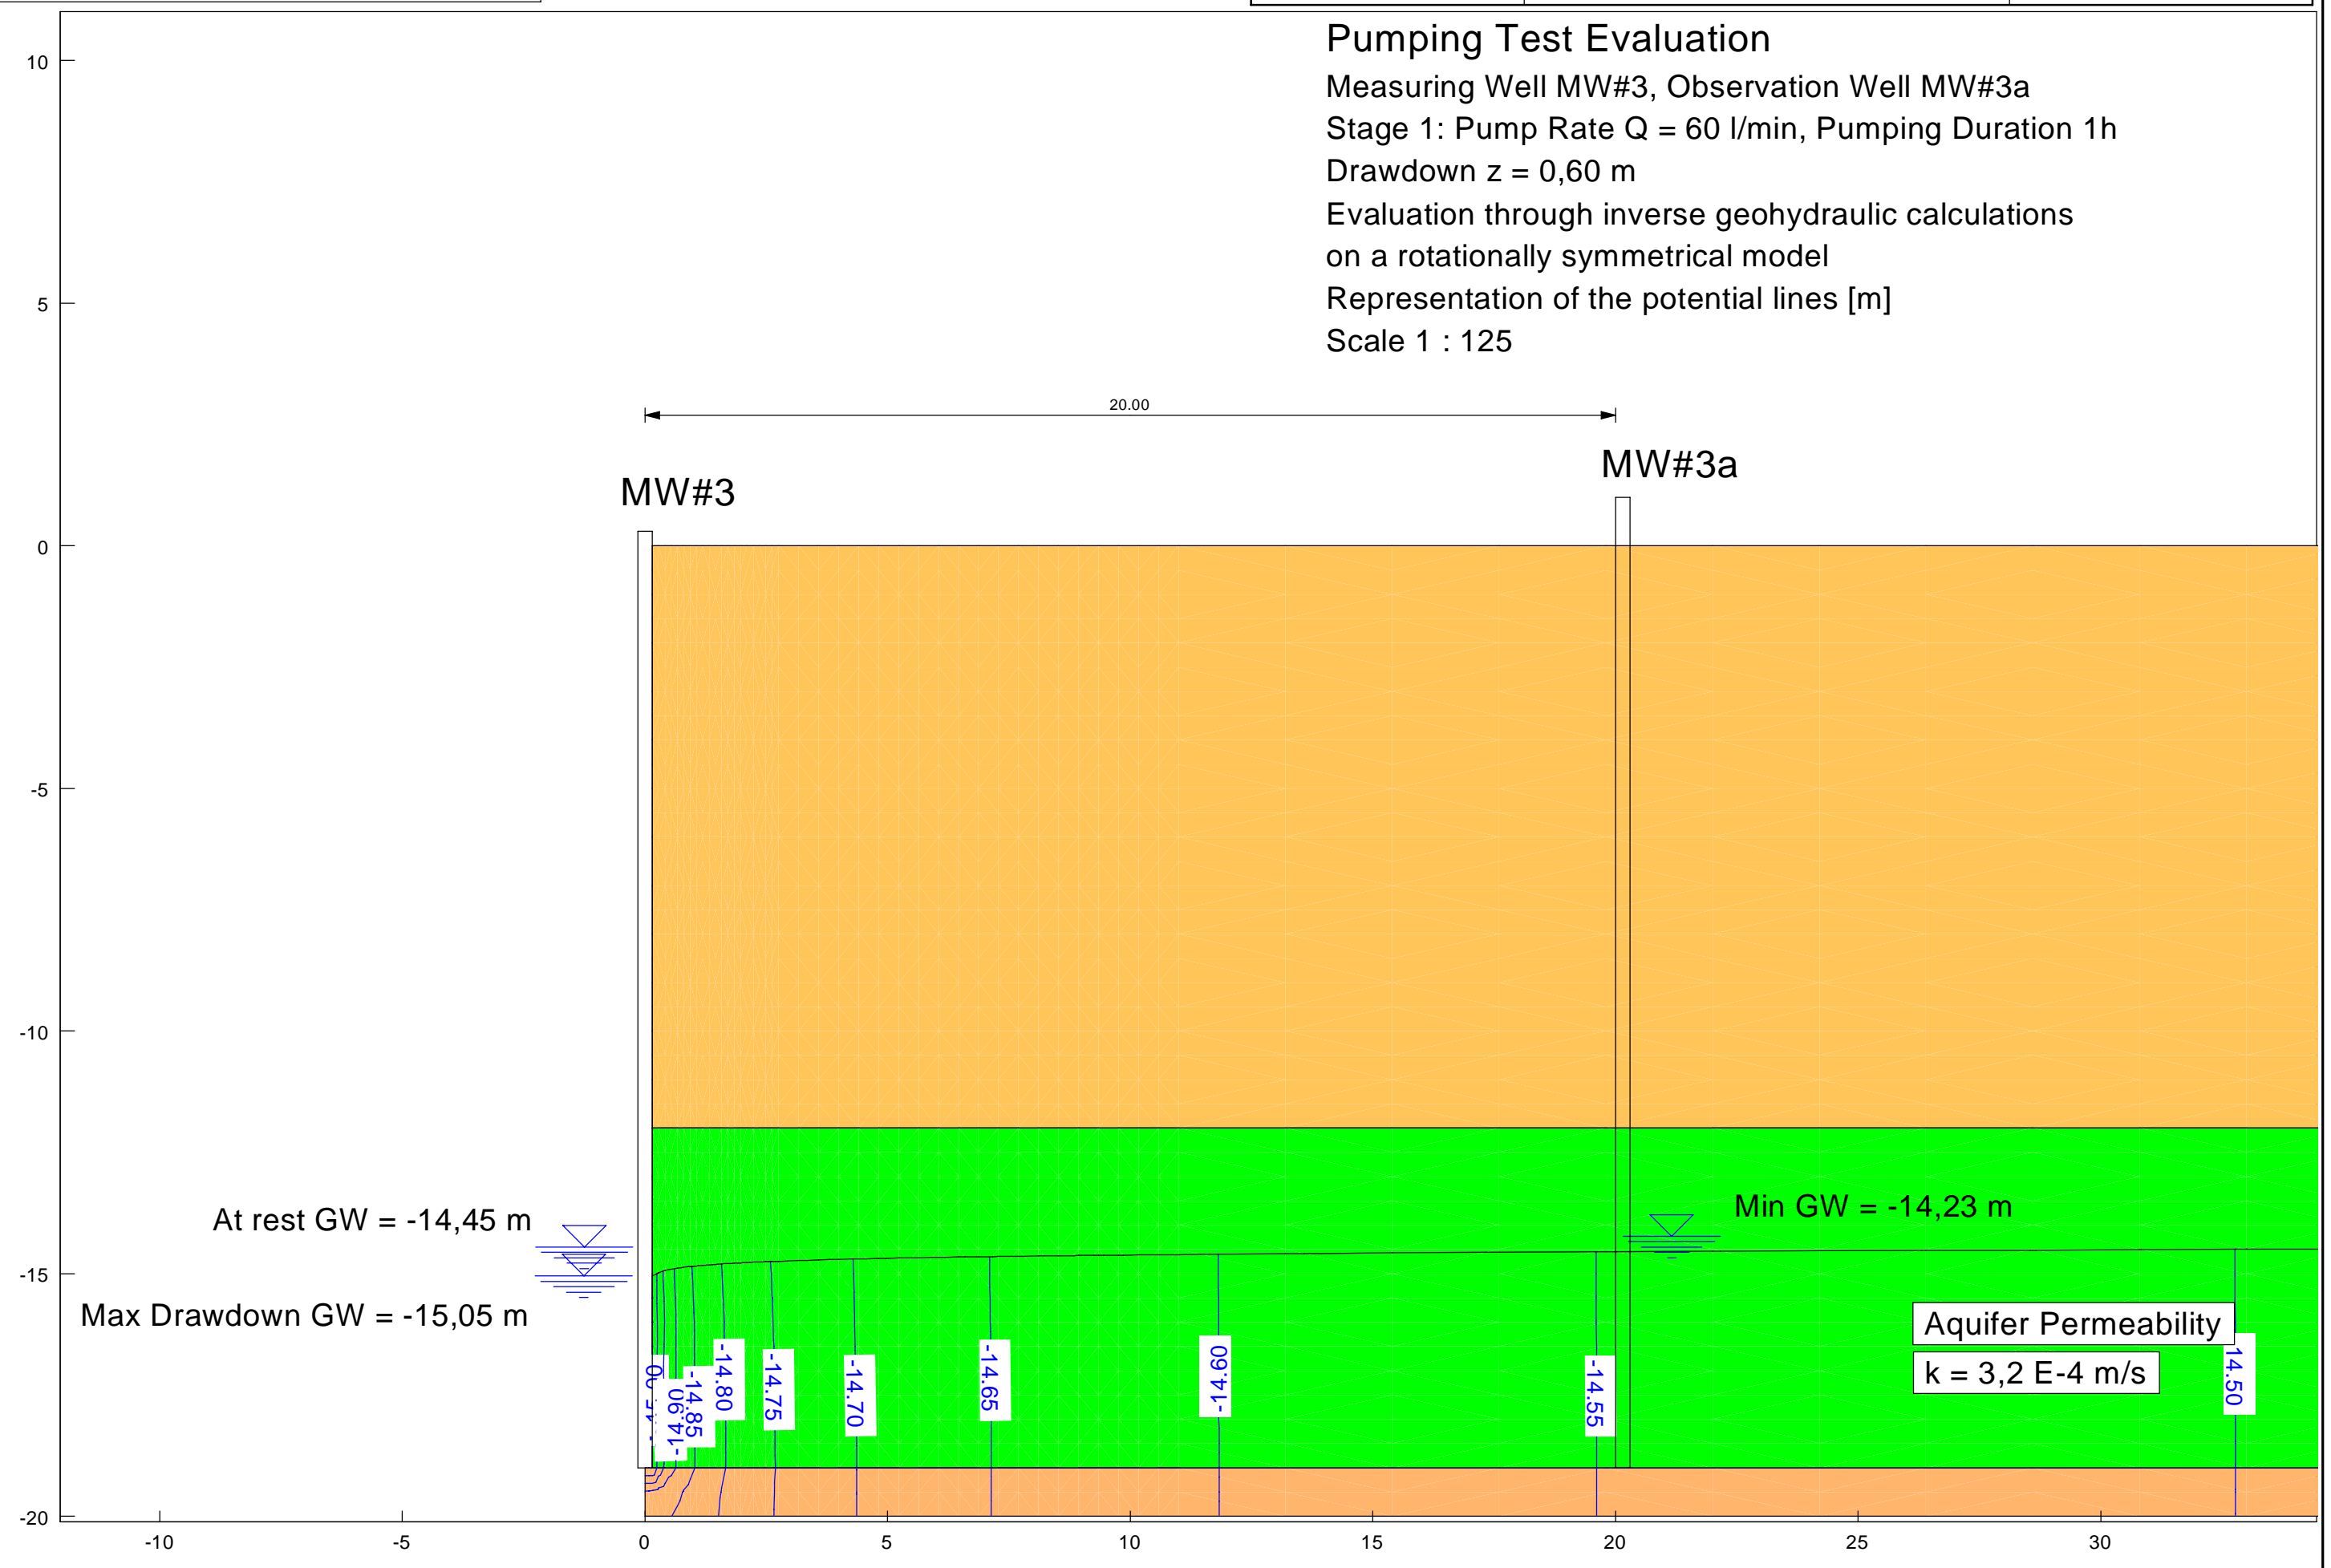 Pumping Test Evaluation
Measuring Well MW#3, Observation Well MW#3a
Stage 1: Pump Rate Q = 60 l/min, Pumping Duration 1h
Drawdown z = 0,60 m
Evaluation through inverse geohydraulic calculations
on a rotationally symmetrical model
Representation of the potential lines [m]
Scale 1 : 125
10
5
0
-5
-10
-15
-20
20.00
MW#3
MW#3a
At rest GW = -14,45 m
Max Drawdown GW = -15,05 m
Min GW = -14,23 m
Aquifer Permeability
k = 3,2 E-4 m/s
-14.90
-14.85
-14.80
-14.75
-14.70
-14.65
-14.60
-14.55
14.50
-10
-5
0
5
10
15
20
25
30